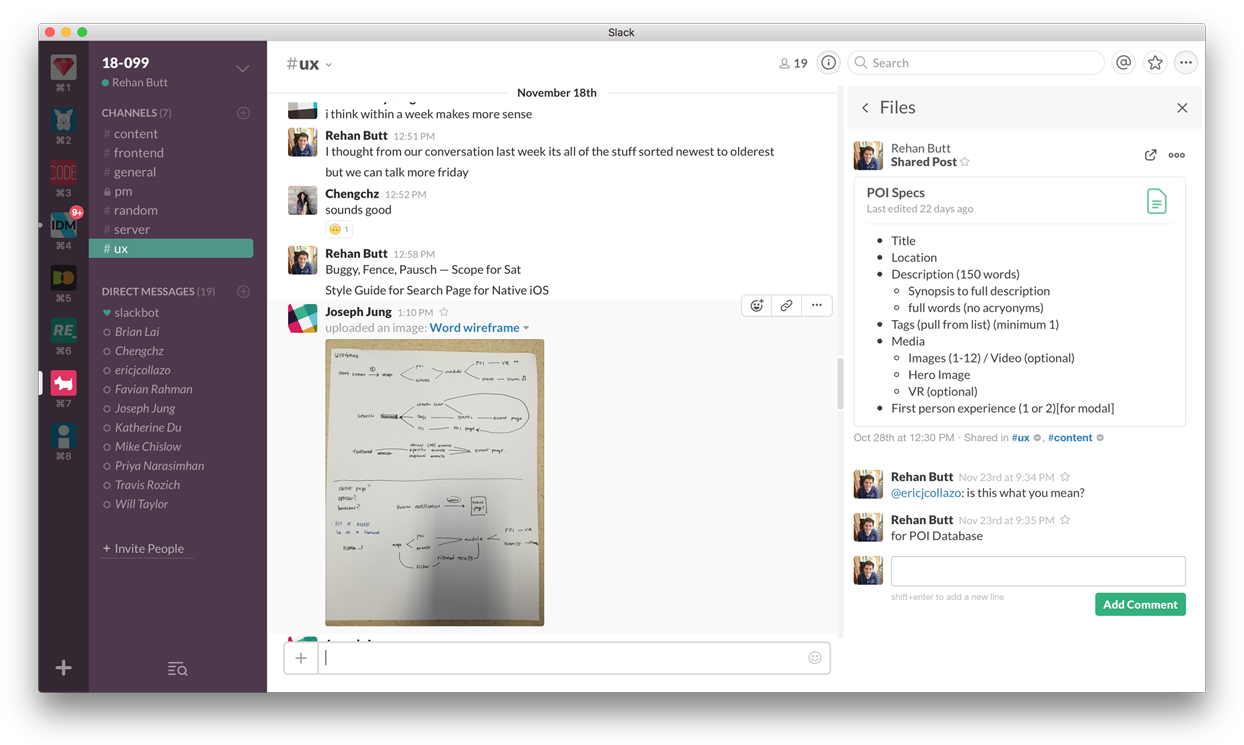 Slack
⌘1
⌘2
CODE
⌘3
9+
IDM
⌘4
⌘5
RE_
⌘6
⌘7
⌘8
18-099
Rehan Butt
CHANNELS (7)
# content
# frontend
# general
pm
# random
# server
# ux
DIRECT MESSAGES (19)
slackbot
Brian Lai
Chengchz
ericjcollazo
Favian Rahman
Joseph Jung
Katherine Du
Mike Chislow
Priya Narasimhan
Travis Rozich
Will Taylor
+ Invite People
#ux
19
Search
November 18th
i think within a week makes more sense
Rehan Butt 12:51 PM
I thought from our conversation last week its all of the stuff sorted newest to olderest
but we can talk more friday
Chengchz 12:52 PM
sounds good
1
Rehan Butt 12:58 PM
Buggy, Fence, Pausch — Scope for Sat
Style Guide for Search Page for Native iOS
Joseph Jung 1:10 PM
uploaded an image: Word wireframe
Files
Rehan Butt
Shared Post
POI Specs
Last edited 22 days ago
• Title
• Location
• Description (150 words)
Synopsis to full description
full words (no acryonyms)
• Tags (pull from list) (minimum 1)
• Media
Images (1-12) / Video (optional)
Hero Image
VR (optional)
• First person experience (1 or 2)[for modal]
Oct 28th at 12:30 PM · Shared in #ux , #content
Rehan Butt Nov 23rd at 9:34 PM
@ericjcollazo: is this what you mean?
Rehan Butt Nov 23rd at 9:35 PM
for POI Database
shift+enter to add a new line
Add Comment